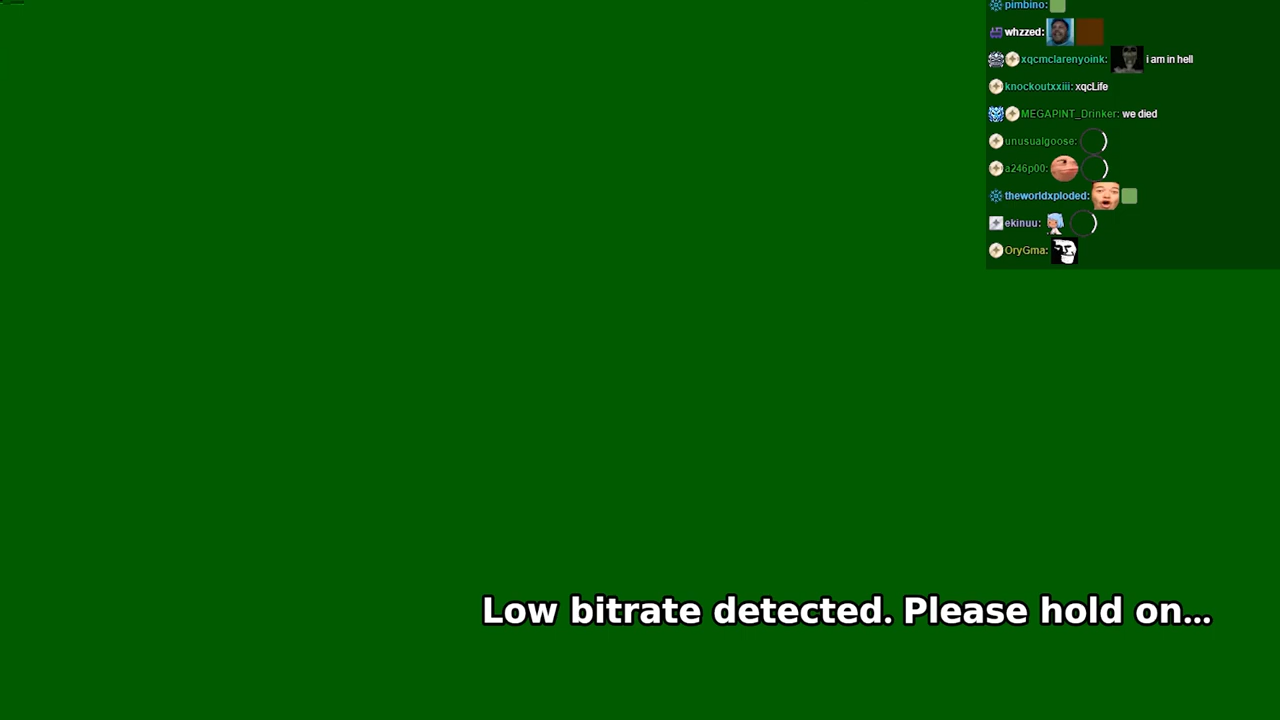 pimbino:
whzzed:
xqcmclarenyoink: i am in hell
knockoutxxiii: xqcLife
MEGAPINT_Drinker: we died
unusualgoose:
a246p00:
theworldxploded:
ekinuu:
OryGma:
Low bitrate detected. Please hold on...